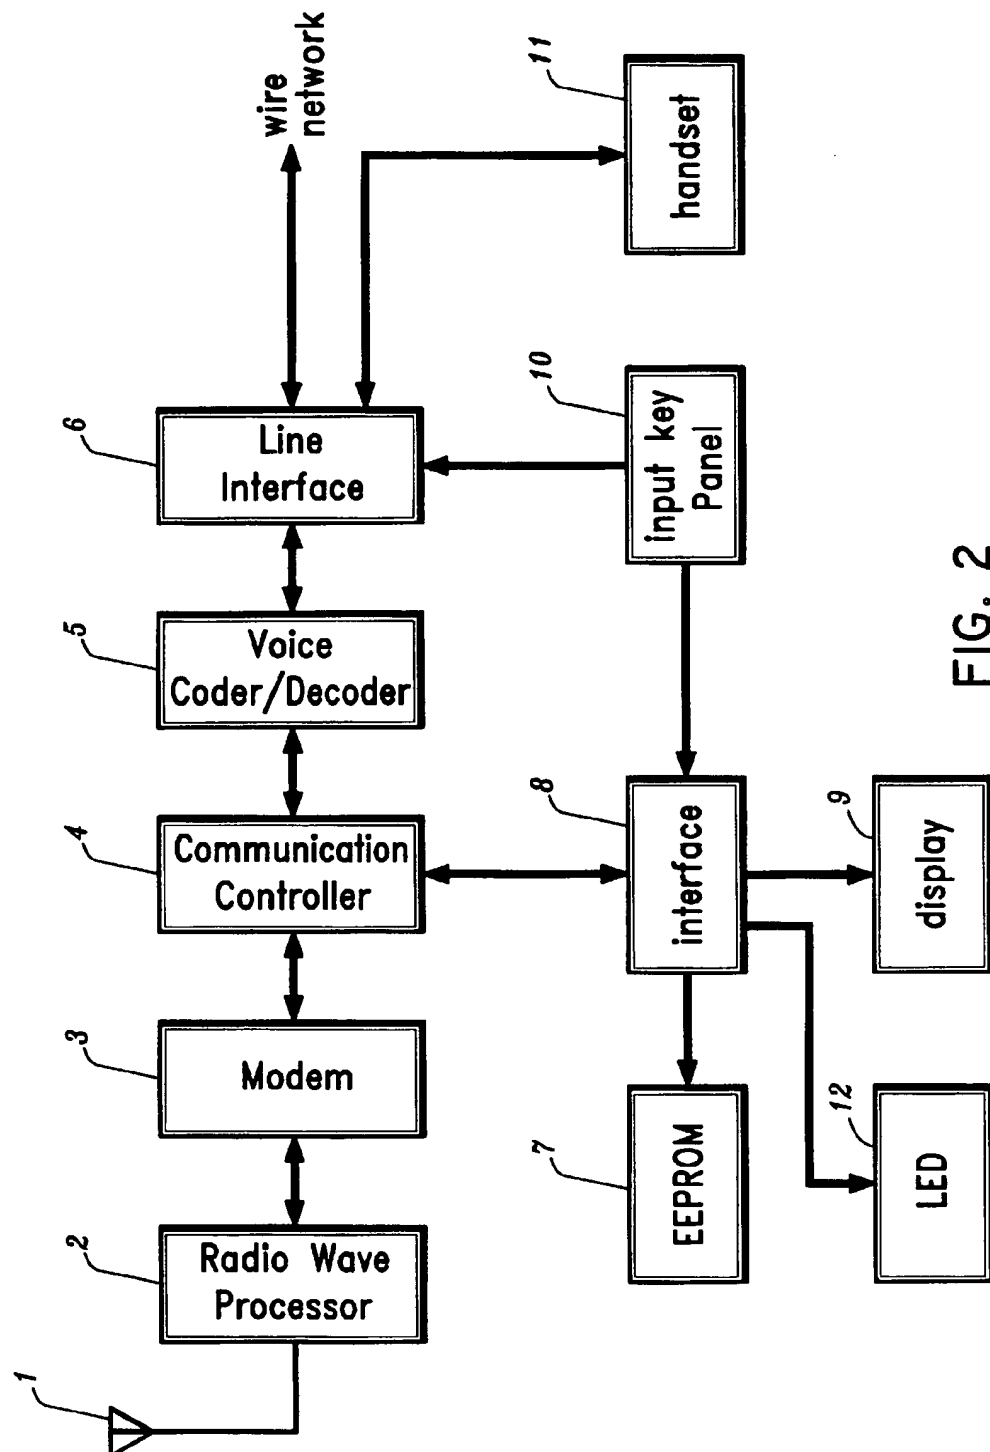 1
2
Radio Wave
Processor
3
Modem
4
Communication
Controller
5
Voice
Coder/Decoder
6
Line
Interface
wire
network
7
EEPROM
8
interface
10
input key
Panel
11
handset
12
LED
9
display
FIG. 2